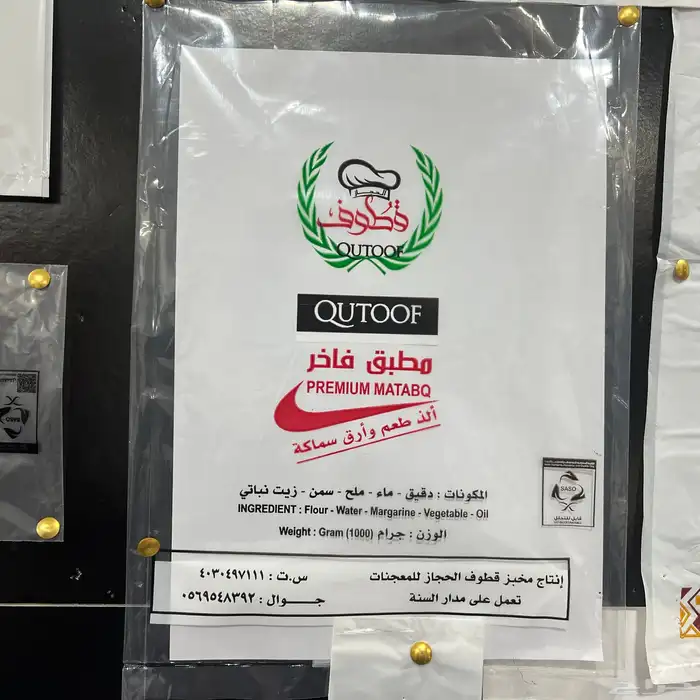 الحجاز
قطوف
QUTOOF
QUTOOF
مطبق فاخر
PREMIUM MATABQ
ألذ طعم وأرق سماكة
المكونات : دقيق - ماء - ملح - سمن - زيت نباتي
INGREDIENT : Flour - Water - Margarine - Vegetable - Oil
الوزن : جرام (1000) Weight : Gram
SASO
إنتاج مخبز قطوف الحجاز للمعجنات
س.ت : ٤٠٣٠٤٩٧١١١
تعمل على مدار السنة
جـــوال : ٠٥٦٩٥٤٨٣٩٢